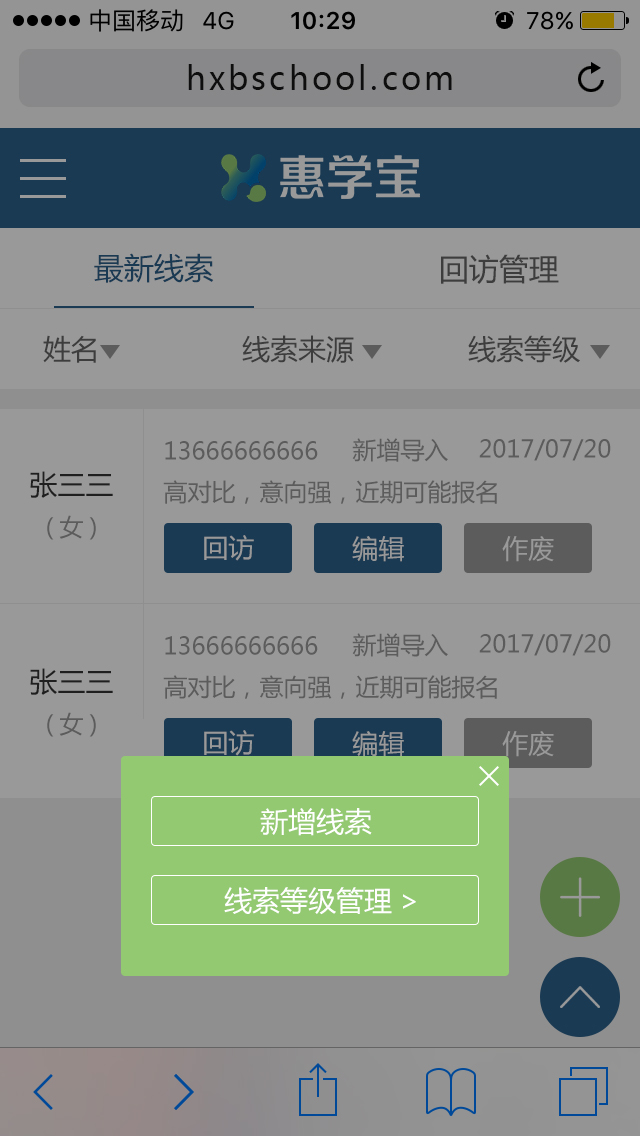 中国移动 4G 10:29 78%
hxbschool.com
惠学宝
最新线索 回访管理
姓名 线索来源 线索等级
13666666666 新增导入 2017/07/20
张三三
高对比，意向强，近期可能报名
（女）
回访 编辑 作废
13666666666 新增导入 2017/07/20
张三三
高对比，意向强，近期可能报名
（女）
回访 编辑 作废
新增线索
线索等级管理 >